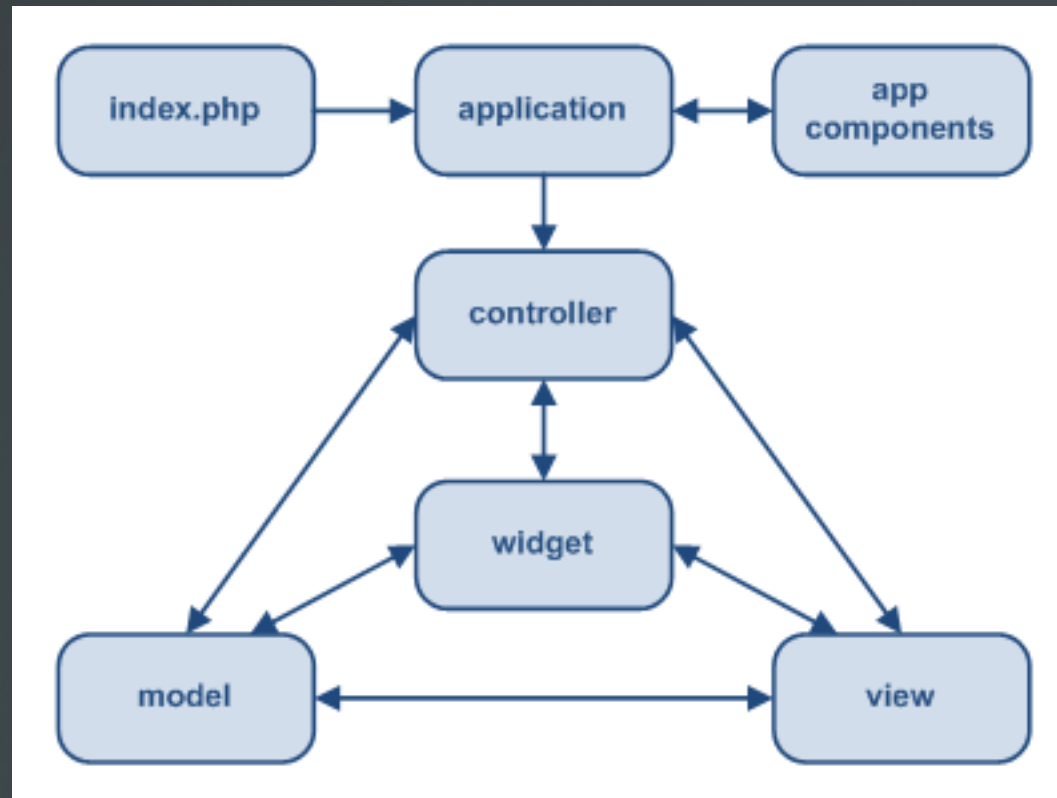 index.php
application
app
components
controller
widget
model
view